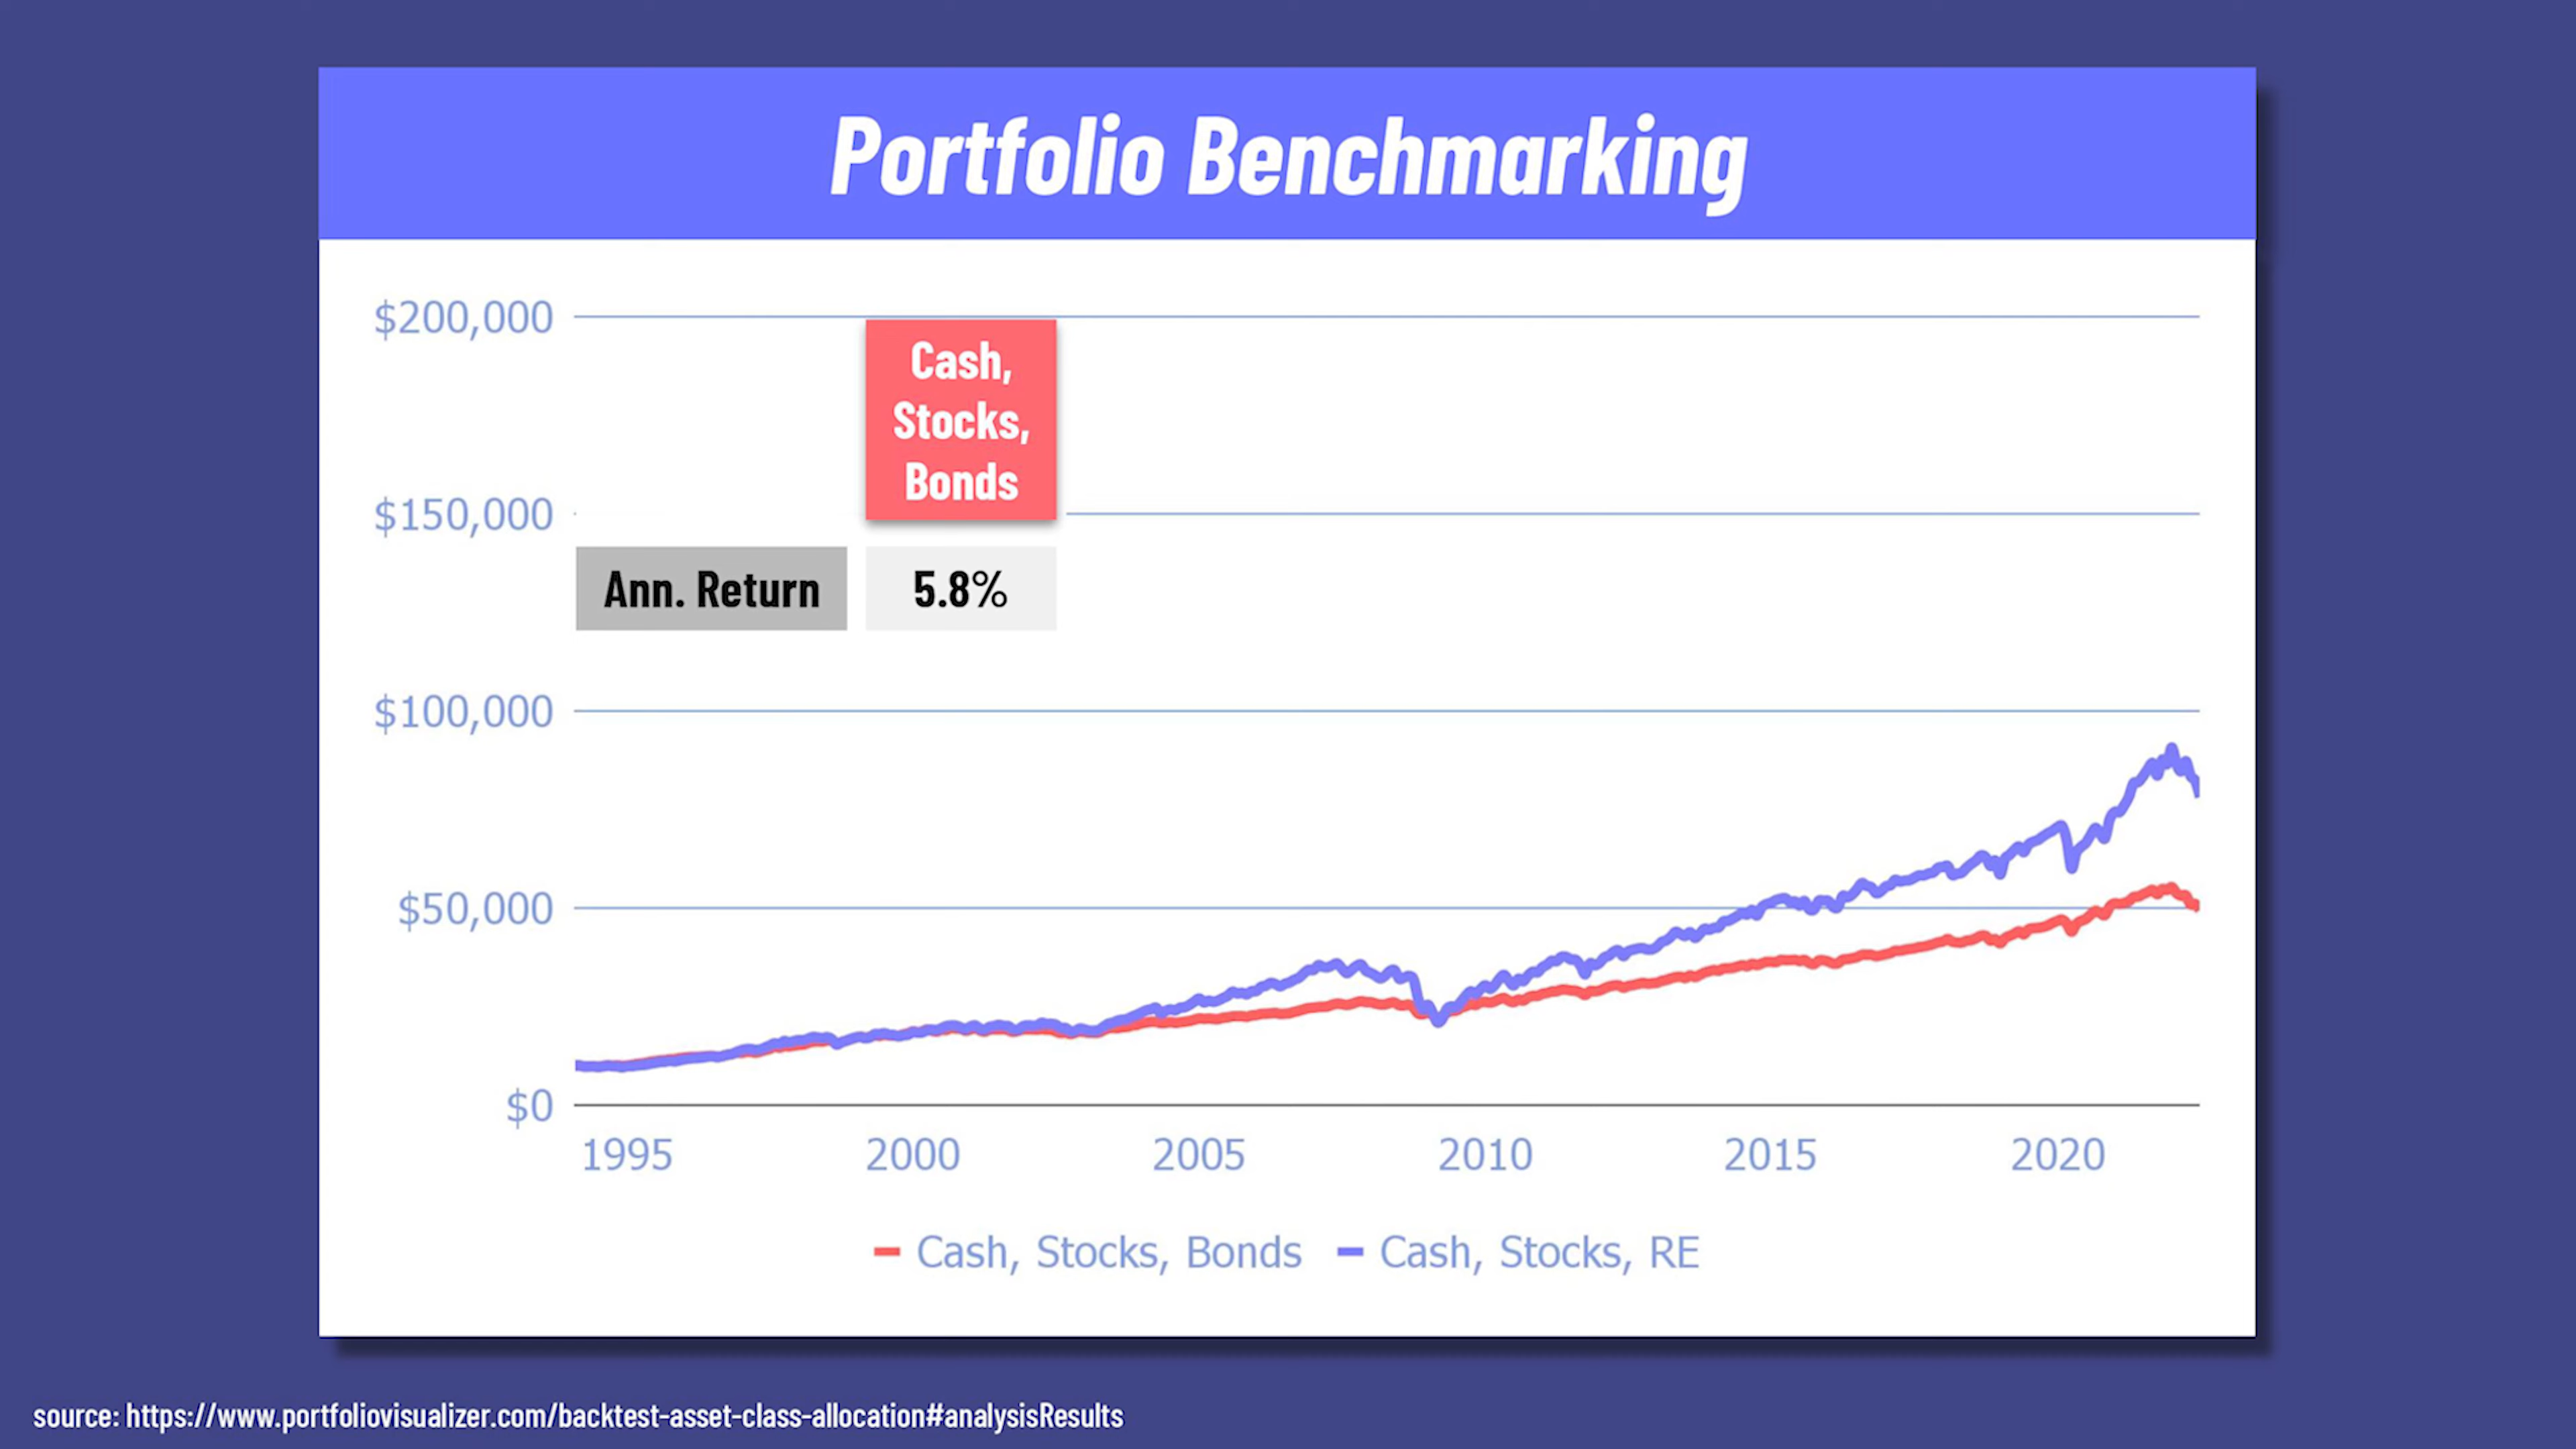 Portfolio Benchmarking
$200,000
Cash,
Stocks,
Bonds
$150,000
Ann. Return 5.8%
$100,000
$50,000
$0
1995 2000 2005 2010 2015 2020
Cash, Stocks, Bonds Cash, Stocks, RE
source: https://www.portfoliovisualizer.com/backtest-asset-class-allocation#analysisResults